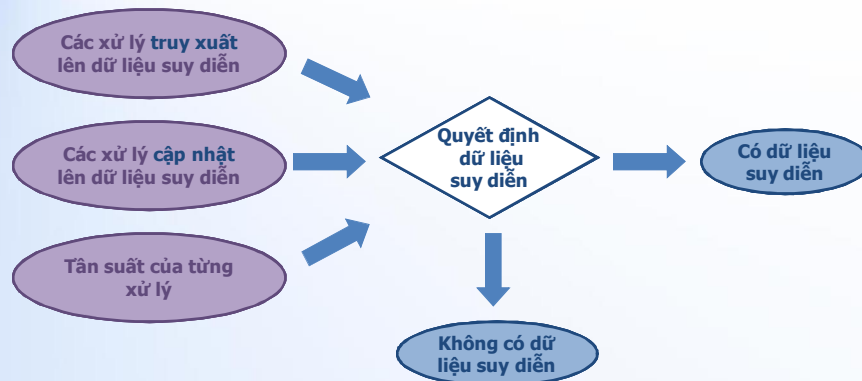 Các xử lý truy xuất
lên dữ liệu suy diễn
Các xử lý cập nhật
lên dữ liệu suy diễn
Tân suất của từng
xử lý
Quyết định
dữ liệu
suy diễn
Có dữ liệu
suy diễn
Không có dữ
liệu suy diễn